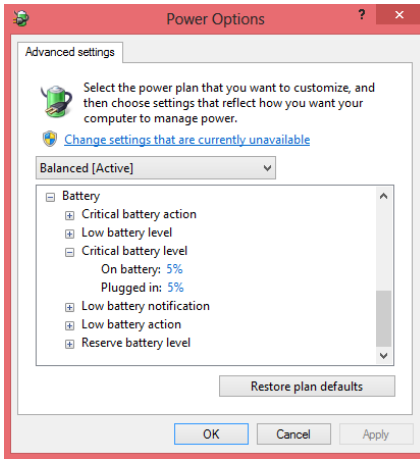 Power Options
? ×
Advanced settings
Select the power plan that you want to customize, and
then choose settings that reflect how you want your
computer to manage power.
Change settings that are currently unavailable
Balanced [Active]
Battery
Critical battery action
Low battery level
Critical battery level
On battery: 5%
Plugged in: 5%
Low battery notification
Low battery action
Reserve battery level
Restore plan defaults
OK Cancel Apply